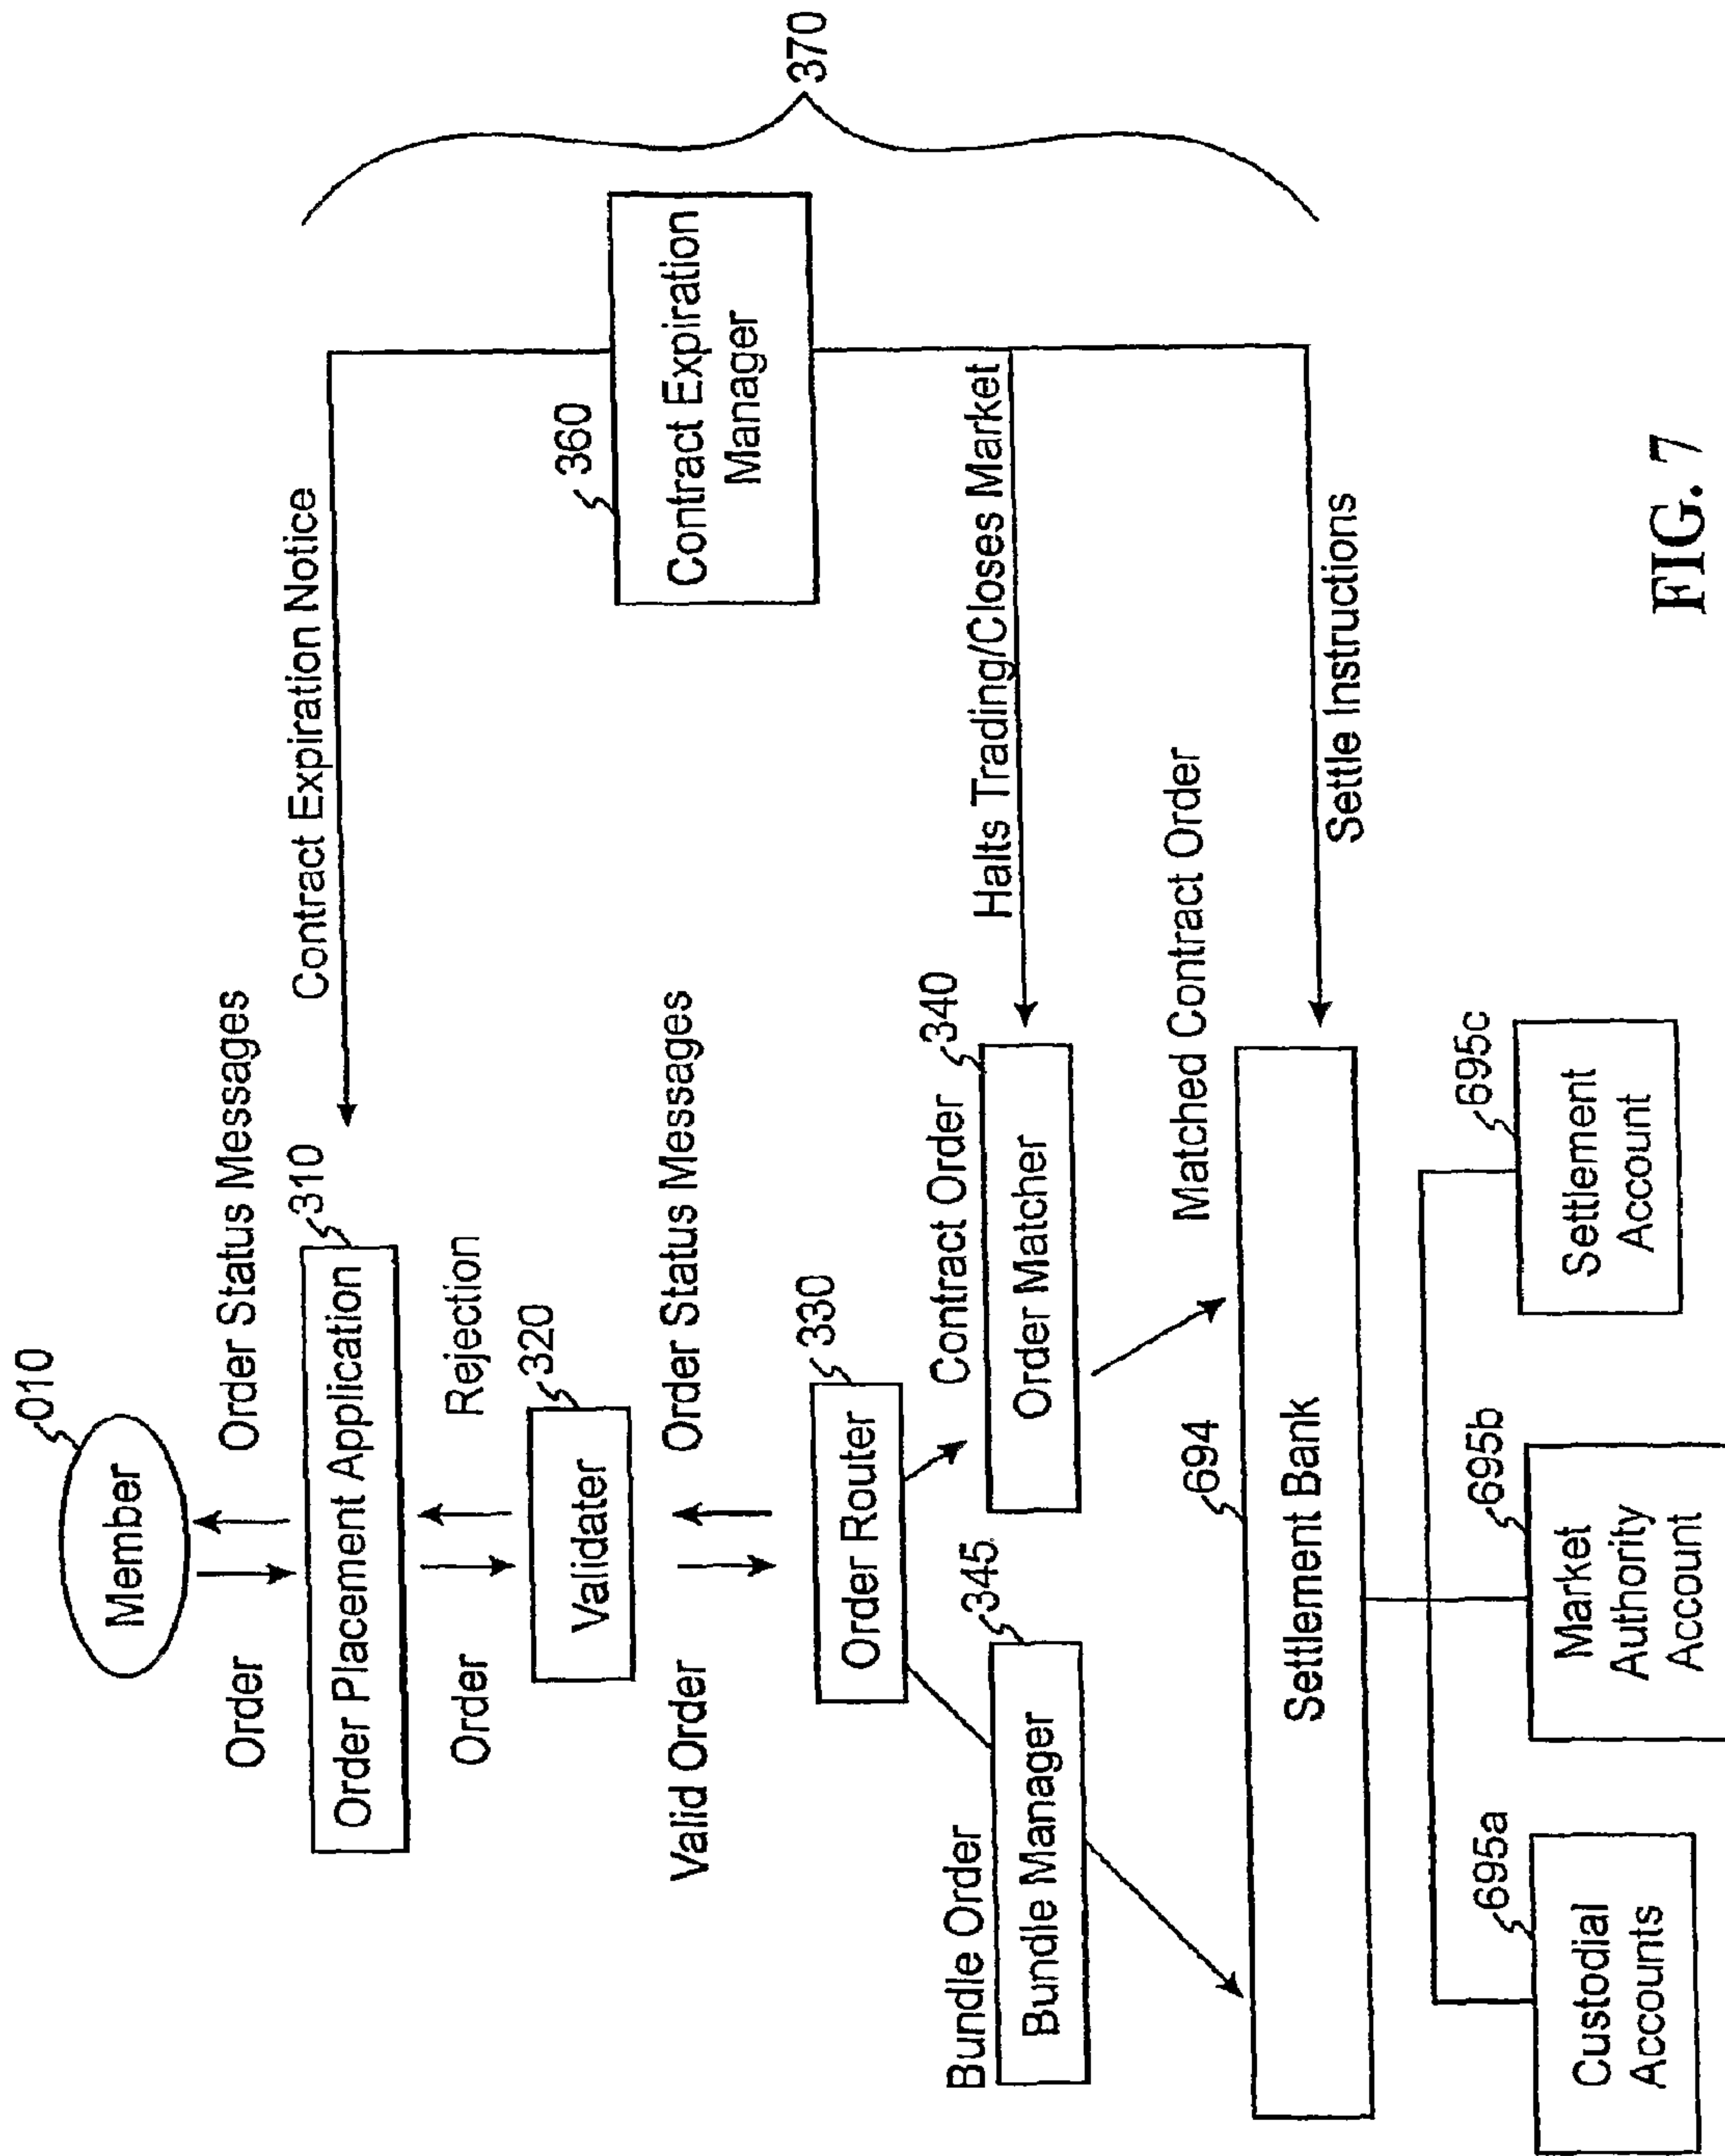 010
Member
Order
Order Status Messages
310
Order Placement Application
Contract Expiration Notice
Order
Rejection
320
Validater
Valid Order
Order Status Messages
330
Order Router
360
Contract Expiration
Manager
370
Bundle Order
345
Bundle Manager
Contract Order
340
Order Matcher
Halts Trading/Closes Market
Matched Contract Order
694
Settlement Bank
Settle Instructions
695a
Custodial
Accounts
695b
Market
Authority
Account
695c
Settlement
Account
FIG. 7